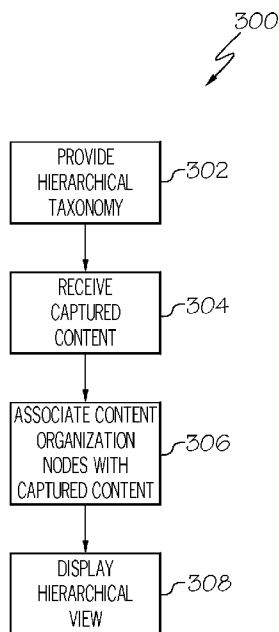 300
PROVIDE
HIERARCHICAL
TAXONOMY
302
RECEIVE
CAPTURED
CONTENT
304
ASSOCIATE CONTENT
ORGANIZATION
NODES WITH
CAPTURED CONTENT
306
DISPLAY
HIERARCHICAL
VIEW
308